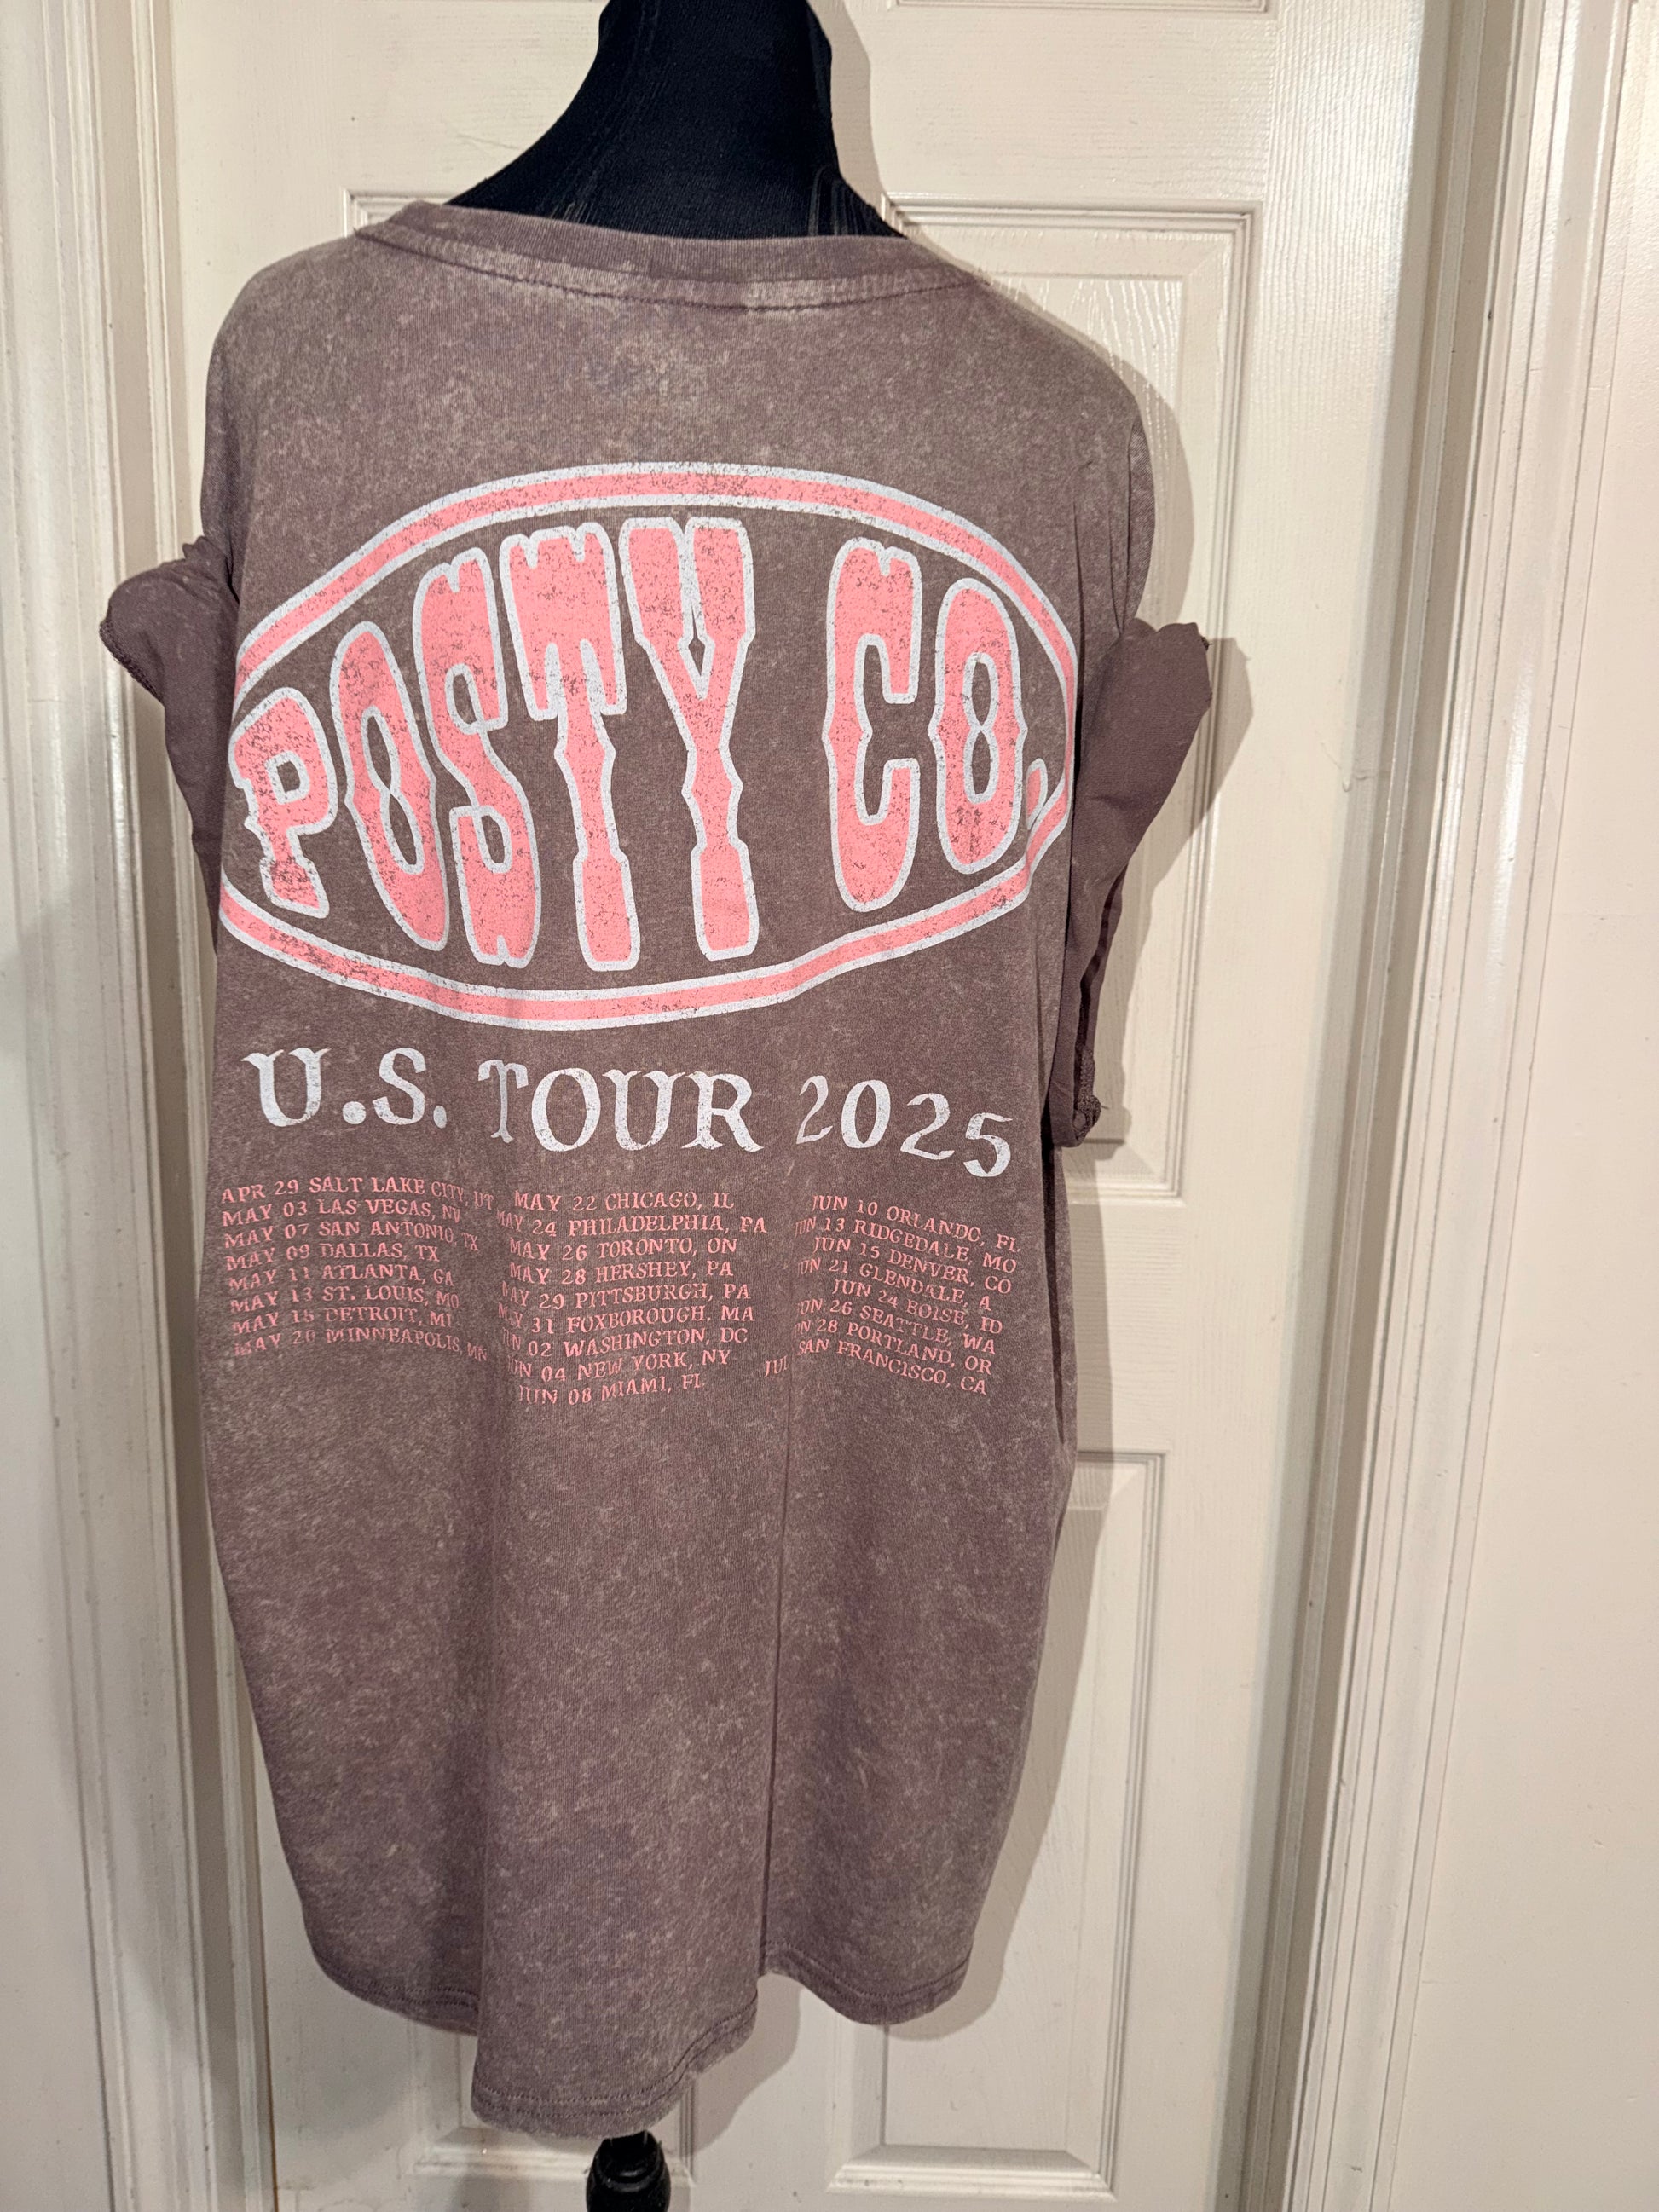 POSTY CO.
U.S. TOUR 2025
APR 29 SALT LAKE CITY, UT
MAY 03 LAS VEGAS, NV
MAY 07 SAN ANTONIO, TX
MAY 09 DALLAS, TX
MAY 11 ATLANTA, GA
MAY 13 ST. LOUIS, MO
MAY 18 DETROIT, MI
MAY 20 MINNEAPOLIS, MN
MAY 22 CHICAGO, IL
MAY 24 PHILADELPHIA, PA
MAY 26 TORONTO, ON
MAY 28 HERSHEY, PA
MAY 29 PITTSBURGH, PA
MAY 31 FOXBOROUGH, MA
JUN 02 WASHINGTON, DC
JUN 04 NEW YORK, NY
JUN 08 MIAMI, FL
JUN 10 ORLANDO, FL
JUN 13 RIDGEDALE, MO
JUN 15 DENVER, CO
JUN 21 GLENDALE, A
JUN 24 BOISE, ID
JUN 26 SEATTLE, WA
JUN 28 PORTLAND, OR
JUL SAN FRANCISCO, CA